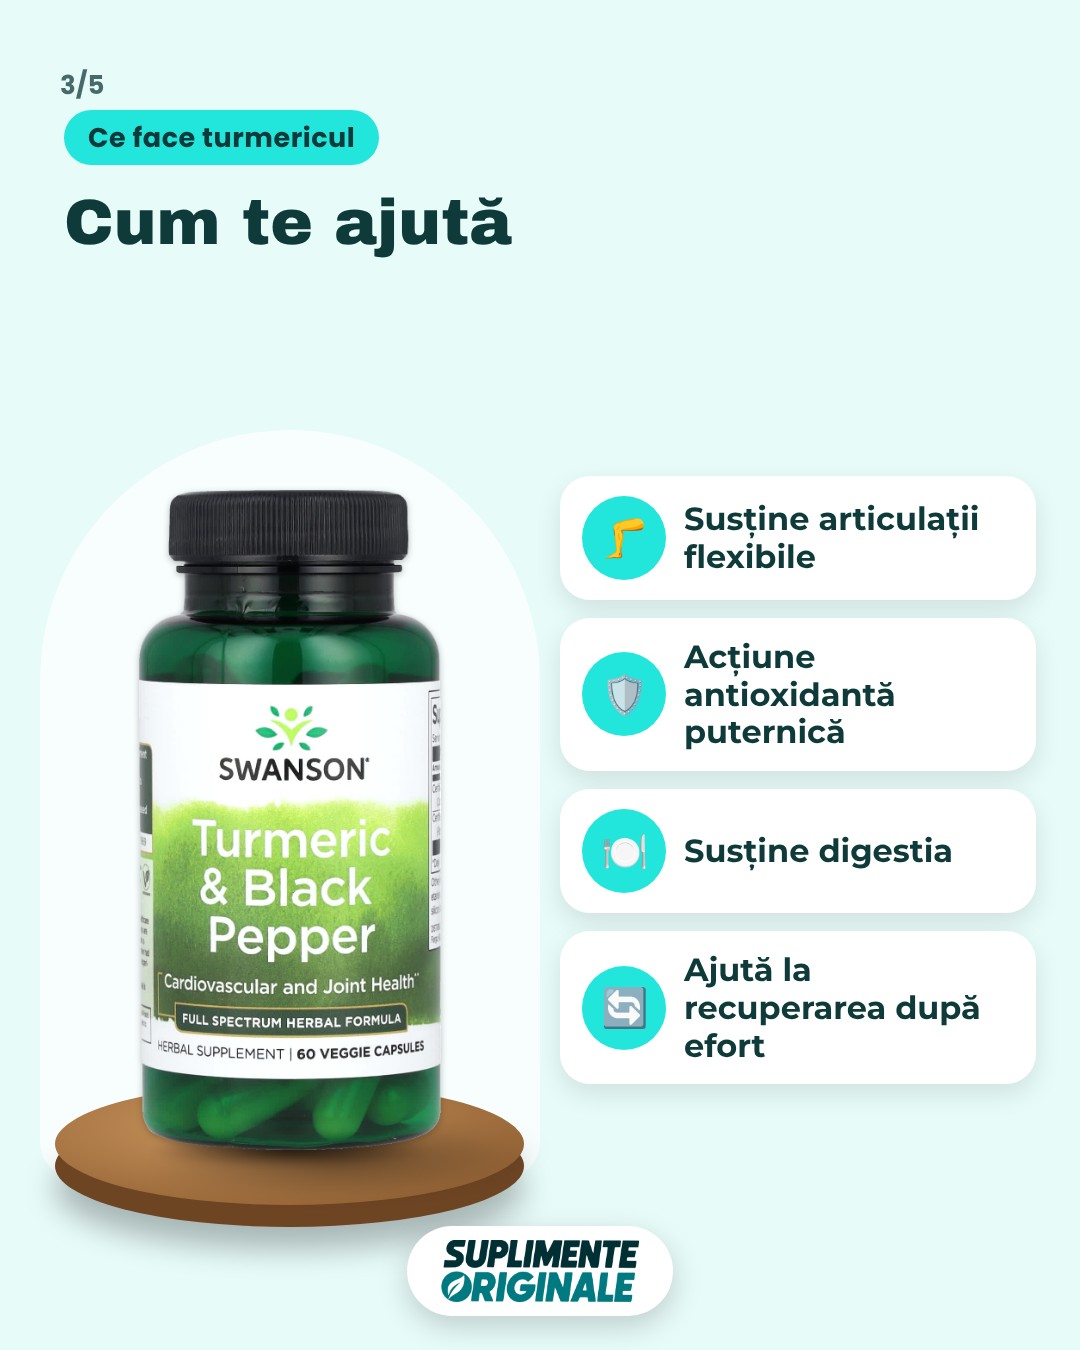 3/5
Ce face turmericul
Cum te ajută
SWANSON
Turmeric
& Black
Pepper
Cardiovascular and Joint Health
FULL SPECTRUM HERBAL FORMULA
HERBAL SUPPLEMENT | 60 VEGGIE CAPSULES
Susține articulații
flexibile
Acțiune
antioxidantă
puternică
Susține digestia
Ajută la
recuperarea după
efort
SUPLIMENTE
ORIGINALE